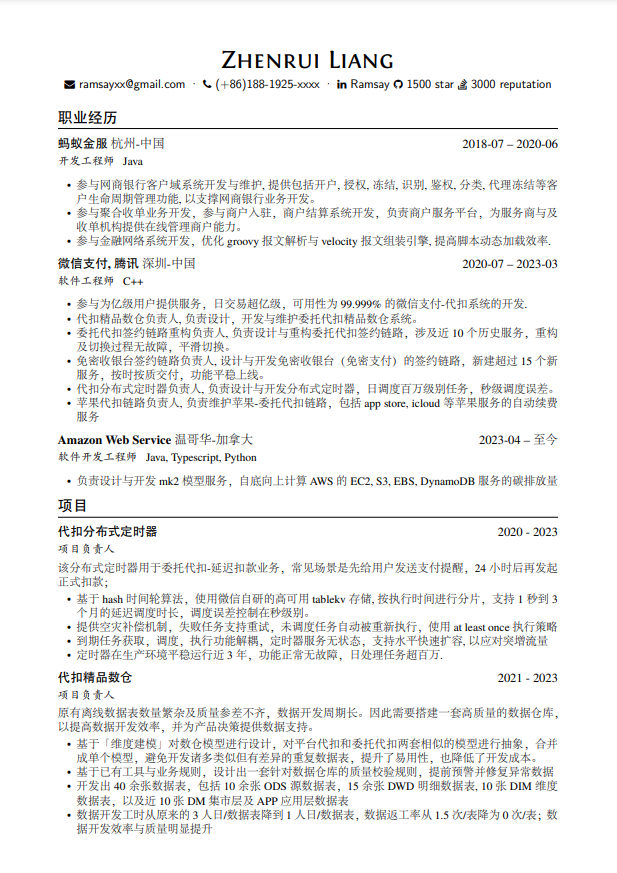 Zhenrui Liang
ramsayxx@gmail.com · (+86)188-1925-xxxx · in Ramsay 1500 star 3000 reputation
职业经历
蚂蚁金服 杭州-中国 2018-07 – 2020-06
开发工程师 Java
• 参与网商银行客户域系统开发与维护, 提供包括开户, 授权, 冻结, 识别, 鉴权, 分类, 代理冻结等客
户生命周期管理功能, 以支撑网商银行业务开发。
• 参与聚合收单业务开发，参与商户入驻，商户结算系统开发，负责商户服务平台，为服务商与及
收单机构提供在线管理商户能力。
• 参与金融网络系统开发，优化 groovy 报文解析与 velocity 报文组装引擎, 提高脚本动态加载效率.
微信支付, 腾讯 深圳-中国 2020-07 – 2023-03
软件工程师 C++
• 参与为亿级用户提供服务，日交易超亿级，可用性为 99.999% 的微信支付-代扣系统的开发.
• 代扣精品数仓负责人, 负责设计，开发与维护委托代扣精品数仓系统。
• 委托代扣签约链路重构负责人, 负责设计与重构委托代扣签约链路，涉及近 10 个历史服务，重构
及切换过程无故障，平滑切换。
• 免密收银台签约链路负责人, 设计与开发免密收银台（免密支付）的签约链路，新建超过 15 个新
服务，按时按质交付，功能平稳上线。
• 代扣分布式定时器负责人, 负责设计与开发分布式定时器，日调度百万级别任务，秒级调度误差。
• 苹果代扣链路负责人, 负责维护苹果-委托代扣链路，包括 app store, icloud 等苹果服务的自动续费
服务
Amazon Web Service 温哥华-加拿大 2023-04 – 至今
软件开发工程师 Java, Typescript, Python
• 负责设计与开发 mk2 模型服务，自底向上计算 AWS 的 EC2, S3, EBS, DynamoDB 服务的碳排放量
项目
代扣分布式定时器 2020 - 2023
项目负责人
该分布式定时器用于委托代扣-延迟扣款业务，常见场景是先给用户发送支付提醒，24 小时后再发起
正式扣款；
• 基于 hash 时间轮算法，使用微信自研的高可用 tablekv 存储, 按执行时间进行分片，支持 1 秒到 3
个月的延迟调度时长，调度误差控制在秒级。
• 提供空灾补偿机制，失败任务支持重试，未调度任务自动被重新执行，使用 at least once 执行策略
• 到期任务获取，调度，执行功能解耦，定时器服务无状态，支持水平快速扩容, 以应对突增流量
• 定时器在生产环境平稳运行近 3 年，功能正常无故障，日处理任务超百万.
代扣精品数仓 2021 - 2023
项目负责人
原有离线数据表数量繁杂及质量参差不齐，数据开发周期长。因此需要搭建一套高质量的数据仓库，
以提高数据开发效率，并为产品决策提供数据支持。
• 基于「维度建模」对数仓模型进行设计，对平台代扣和委托代扣两套相似的模型进行抽象，合并
成单个模型，避免开发诸多类似但有差异的重复数据表，提升了易用性，也降低了开发成本。
• 基于已有工具与业务规则，设计出一套针对数据仓库的质量校验规则，提前预警并修复异常数据
• 开发出 40 余张数据表，包括 10 余张 ODS 源数据表，15 余张 DWD 明细数据表, 10 张 DIM 维度
数据表，以及近 10 张 DM 集市层及 APP 应用层数据表
• 数据开发工时从原来的 3 人日/数据表降到 1 人日/数据表，数据返工率从 1.5 次/表降为 0 次/表；数
据开发效率与质量明显提升